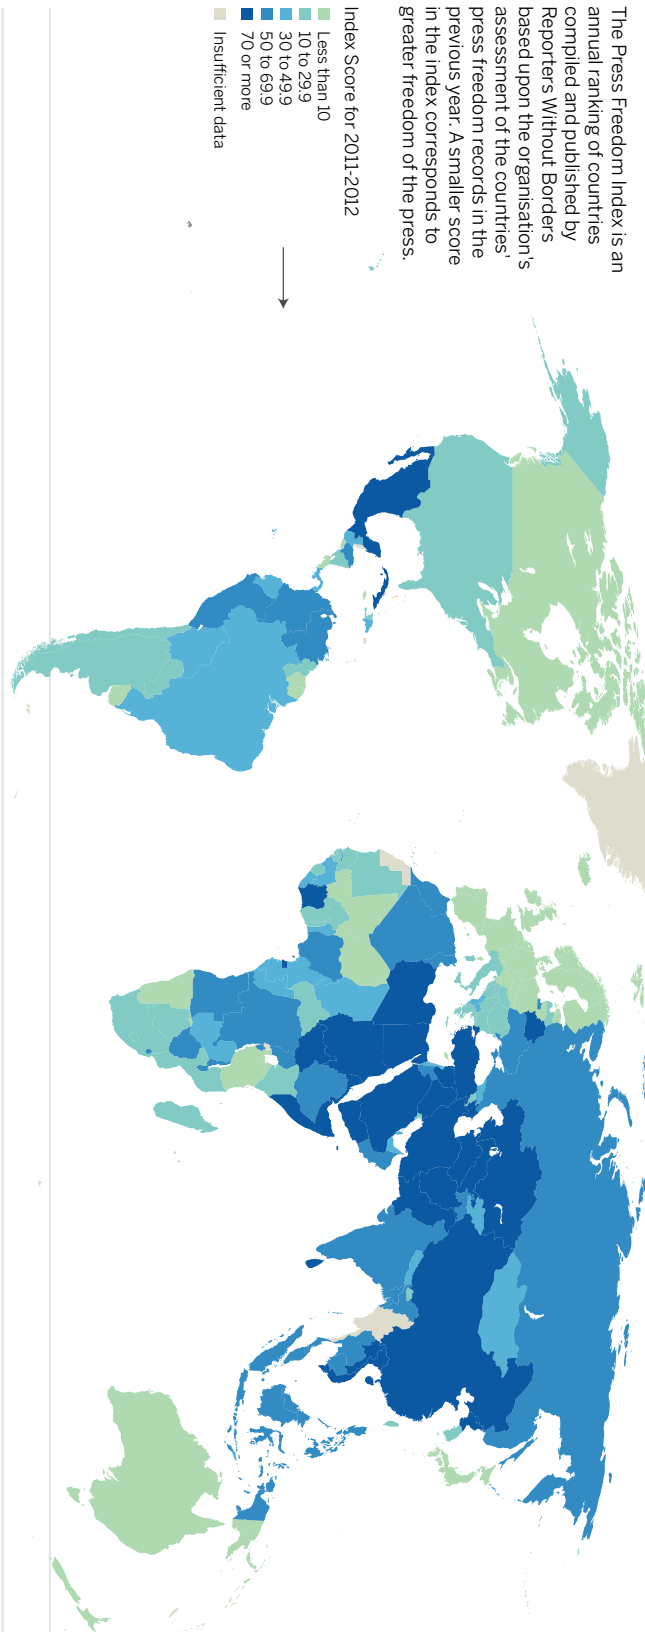 The Press Freedom Index is an
annual ranking of countries
compiled and published by
Reporters Without Borders
based upon the organisation's
assessment of the countries'
press freedom records in the
previous year. A smaller score
in the index corresponds to
greater freedom of the press.
Index Score for 2011-2012
Less than 10
10 to 29.9
30 to 49.9
50 to 69.9
70 or more
Insufficient data